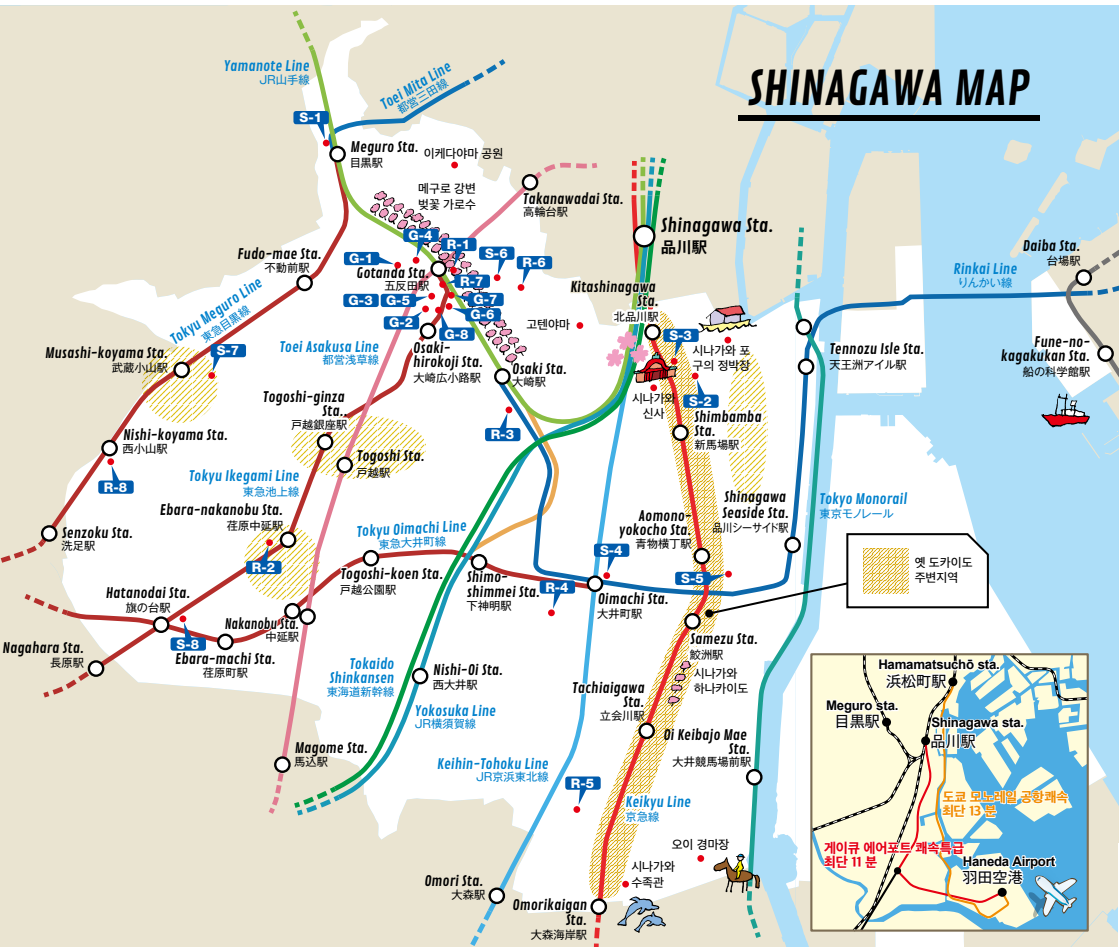 SHINAGAWA MAP
Yamanote Line
JR山手線
Toei Mita Line
都営三田線
S-1
Meguro Sta.
目黒駅
이케다야마 공원
메구로 강변
벚꽃 가로수
Takanawadai Sta.
高輪台駅
Shinagawa Sta.
品川駅
Fudo-mae Sta.
不動前駅
G-4
R-1
G-1
S-6
R-6
Gotanda Sta.
五反田駅
R-7
G-3
G-5
G-7
G-6
G-2
G-8
Kitashinagawa
Sta.
北品川駅
고텐야마
Daiba Sta.
台場駅
Rinkai Line
りんかい線
Tokyu Meguro Line
東急目黒線
Toei Asakusa Line
都営浅草線
Osaki-
hirokoji Sta.
大崎広小路駅
Osaki Sta.
大崎駅
S-3
시나가와 포
구의 정박장
Tennozu Isle Sta.
天王洲アイル駅
Fune-no-
kagakukan Sta.
船の科学館駅
Musashi-koyama Sta.
武蔵小山駅
S-7
시나가와
신사
S-2
Togoshi-ginza
Sta..
戸越銀座駅
R-3
Shimbamba
Sta.
新馬場駅
Nishi-koyama Sta.
西小山駅
R-8
Togoshi Sta.
戸越駅
Tokyu Ikegami Line
東急池上線
Ebara-nakanobu Sta.
荏原中延駅
Shinagawa
Seaside Sta.
品川シーサイド駅
Tokyo Monorail
東京モノレール
Senzoku Sta.
洗足駅
Tokyu Oimachi Line
東急大井町線
Aomono-
yokocho Sta.
青物横丁駅
R-2
S-4
S-5
옛 도카이도
주변지역
Togoshi-koen Sta.
戸越公園駅
Shimo-
shimmei Sta.
下神明駅
R-4
Oimachi Sta.
大井町駅
Hatanodai Sta.
旗の台駅
S-8
Nakanobu Sta.
中延駅
Ebara-machi Sta.
荏原町駅
Nagahara Sta.
長原駅
Samezu Sta.
鮫洲駅
시나가와
하나카이도
Tokaido
Shinkansen
東海道新幹線
Nishi-Oi Sta.
西大井駅
Yokosuka Line
JR横須賀線
Tachiaigawa
Sta.
立会川駅
Oi Keibajo Mae
Sta.
大井競馬場前駅
Magome Sta.
馬込駅
Keihin-Tohoku Line
JR京浜東北線
R-5
Keikyu Line
京急線
오이 경마장
시나가와
수족관
Omori Sta.
大森駅
Omorikaigan
Sta.
大森海岸駅
Hamamatsuchō sta.
浜松町駅
Meguro sta.
目黒駅
Shinagawa sta.
品川駅
도쿄 모노레일 공항쾌속
최단 13 분
게이큐 에어포트 쾌속특급
최단 11 분
Haneda Airport
羽田空港